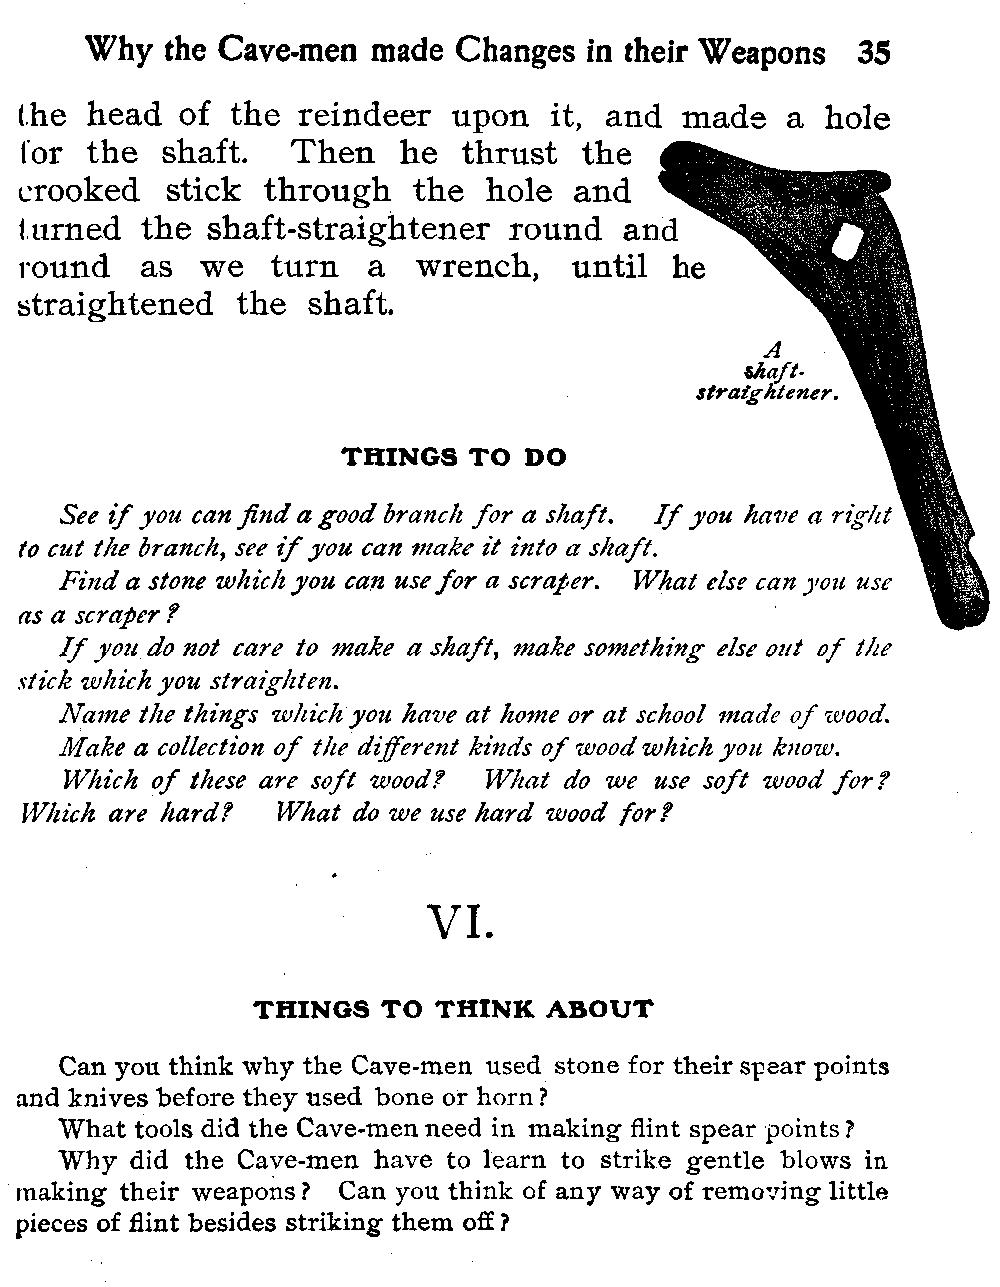 Why the Cave-men made Changes in their Weapons 35
the head of the reindeer upon it, and made a hole
for the shaft. Then he thrust the
crooked stick through the hole and
turned the shaft-straightener round and
round as we turn a wrench, until he
straightened the shaft.
A
shaft-
straightener.
THINGS TO DO
See if you can find a good branch for a shaft. If you have a right
to cut the branch, see if you can make it into a shaft.
Find a stone which you can use for a scraper. What else can you use
as a scraper?
If you do not care to make a shaft, make something else out of the
stick which you straighten.
Name the things which you have at home or at school made of wood.
Make a collection of the different kinds of wood which you know.
Which of these are soft wood? What do we use soft wood for?
Which are hard? What do we use hard wood for?
VI.
THINGS TO THINK ABOUT
Can you think why the Cave-men used stone for their spear points
and knives before they used bone or horn?
What tools did the Cave-men need in making flint spear points?
Why did the Cave-men have to learn to strike gentle blows in
making their weapons? Can you think of any way of removing little
pieces of flint besides striking them off?